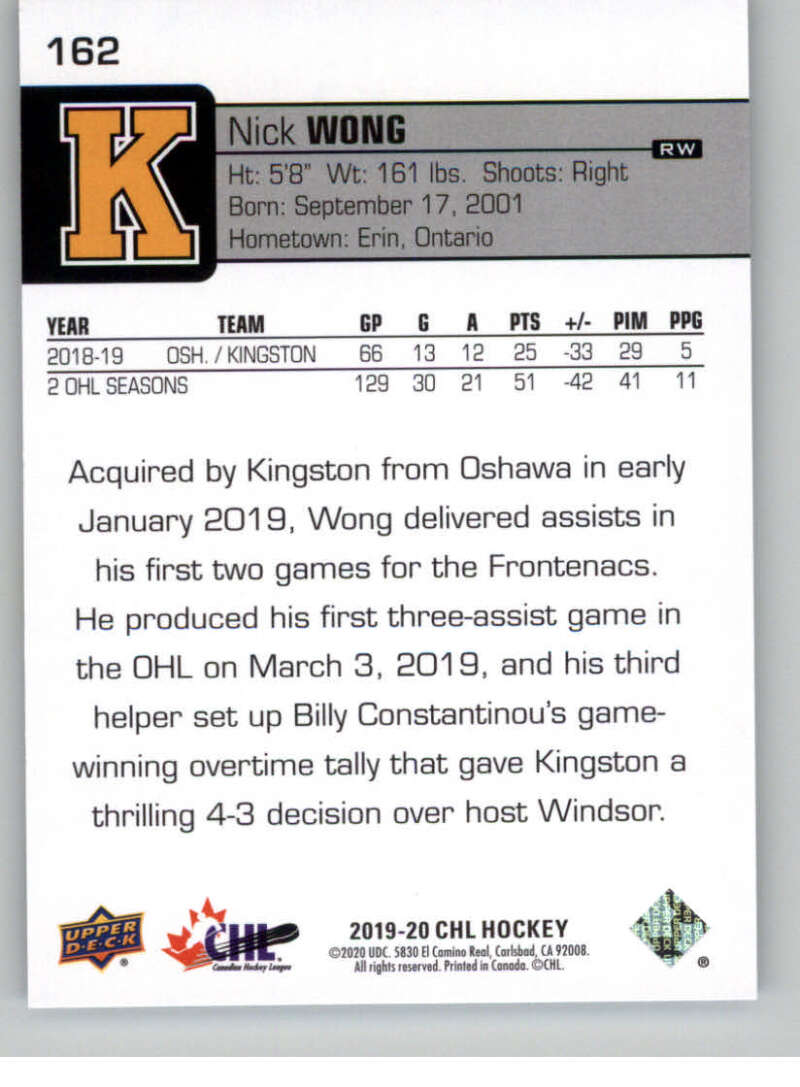 162
K
Nick WONG
RW
Ht: 5'8" Wt: 161 lbs. Shoots: Right
Born: September 17, 2001
Hometown: Erin, Ontario
YEAR TEAM GP G A PTS +/- PIM PPG
2018-19 OSH. / KINGSTON 66 13 12 25 -33 29 5
2 OHL SEASONS 129 30 21 51 -42 41 11
Acquired by Kingston from Oshawa in early
January 2019, Wong delivered assists in
his first two games for the Frontenacs.
He produced his first three-assist game in
the OHL on March 3, 2019, and his third
helper set up Billy Constantinou's game-
winning overtime tally that gave Kingston a
thrilling 4-3 decision over host Windsor.
UPPER
D·E·C·K
®
CHL
Canadian Hockey League
2019-20 CHL HOCKEY
©2020 UDC. 5830 El Camino Real, Carlsbad, CA 92008.
All rights reserved. Printed in Canada. ©CHL.
UPPER DECK
®